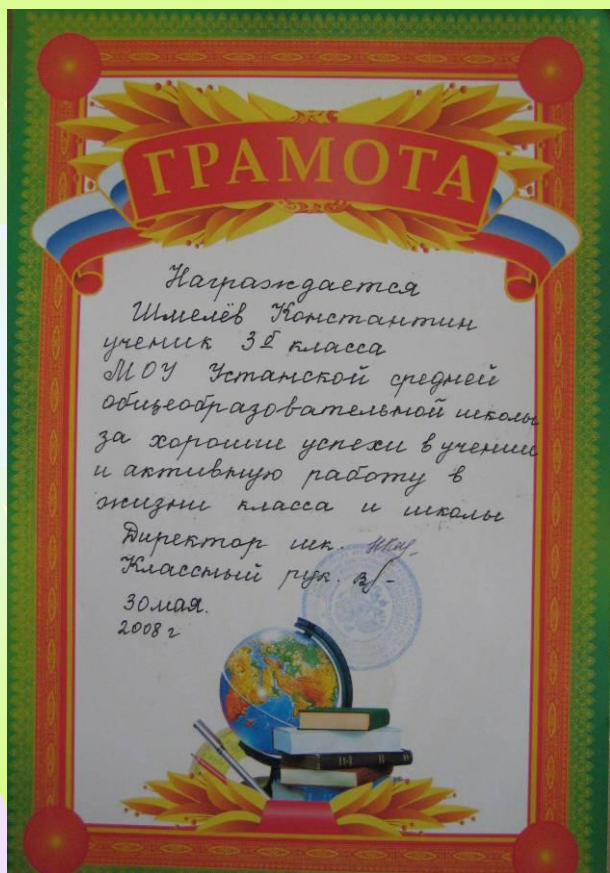 ГРАМОТА
Награждается
Шмелёв Константин
ученик 3 класса
МОУ Устанской средней
общеобразовательной школы
за хорошие успехи в учении
и активную работу в
жизни класса и школы
Директор шк.
Классный рук.
30 мая.
2008 г